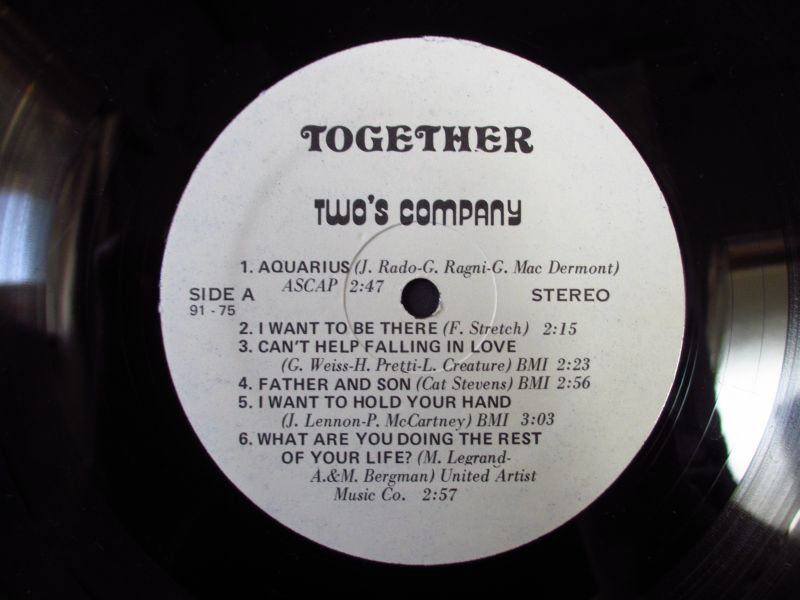 TOGETHER
TWO'S COMPANY
1. AQUARIUS (J. Rado-G. Ragni-G. Mac Dermont)
ASCAP 2:47
SIDE A
91 - 75
STEREO
2. I WANT TO BE THERE (F. Stretch) 2:15
3. CAN'T HELP FALLING IN LOVE
(G. Weiss-H. Pretti-L. Creature) BMI 2:23
4. FATHER AND SON (Cat Stevens) BMI 2:56
5. I WANT TO HOLD YOUR HAND
(J. Lennon-P. McCartney) BMI 3:03
6. WHAT ARE YOU DOING THE REST
OF YOUR LIFE? (M. Legrand-
A.&M. Bergman) United Artist
Music Co. 2:57